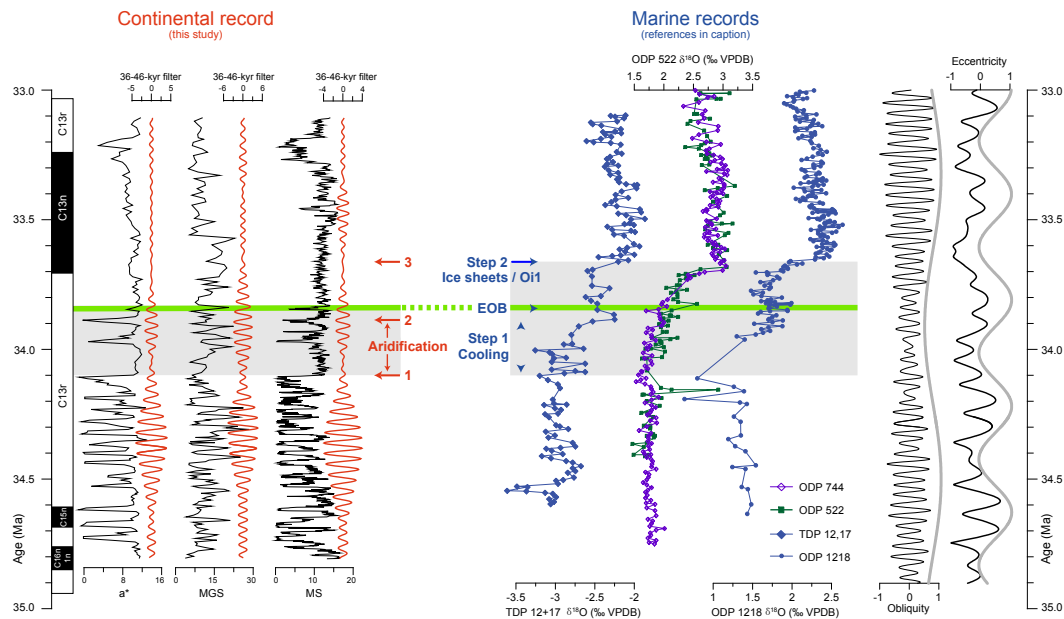 Continental record
(this study)
Marine records
(references in caption)
36-46-kyr filter
-5 0 5
36-46-kyr filter
-6 0 6
36-46-kyr filter
-4 0 4
ODP 522 δ18O (‰ VPDB)
1.5 2 2.5 3 3.5
Eccentricity
-1 0 1
33.0
33.5
34.0
34.5
35.0
Age (Ma)
C13r
C13n
C13r
C15n
C16n
1n
3
2
Aridification
1
Step 2
Ice sheets / Oi1
EOB
Step 1
Cooling
ODP 744
ODP 522
TDP 12,17
ODP 1218
0 8 16
a*
0 15 30
MGS
0 10 20
MS
-3.5 -3 -2.5 -2
TDP 12+17 δ18O (‰ VPDB)
1 1.5 2 2.5
ODP 1218 δ18O (‰ VPDB)
-1 0 1
Obliquity
33.0
33.5
34.0
34.5
35.0
Age (Ma)